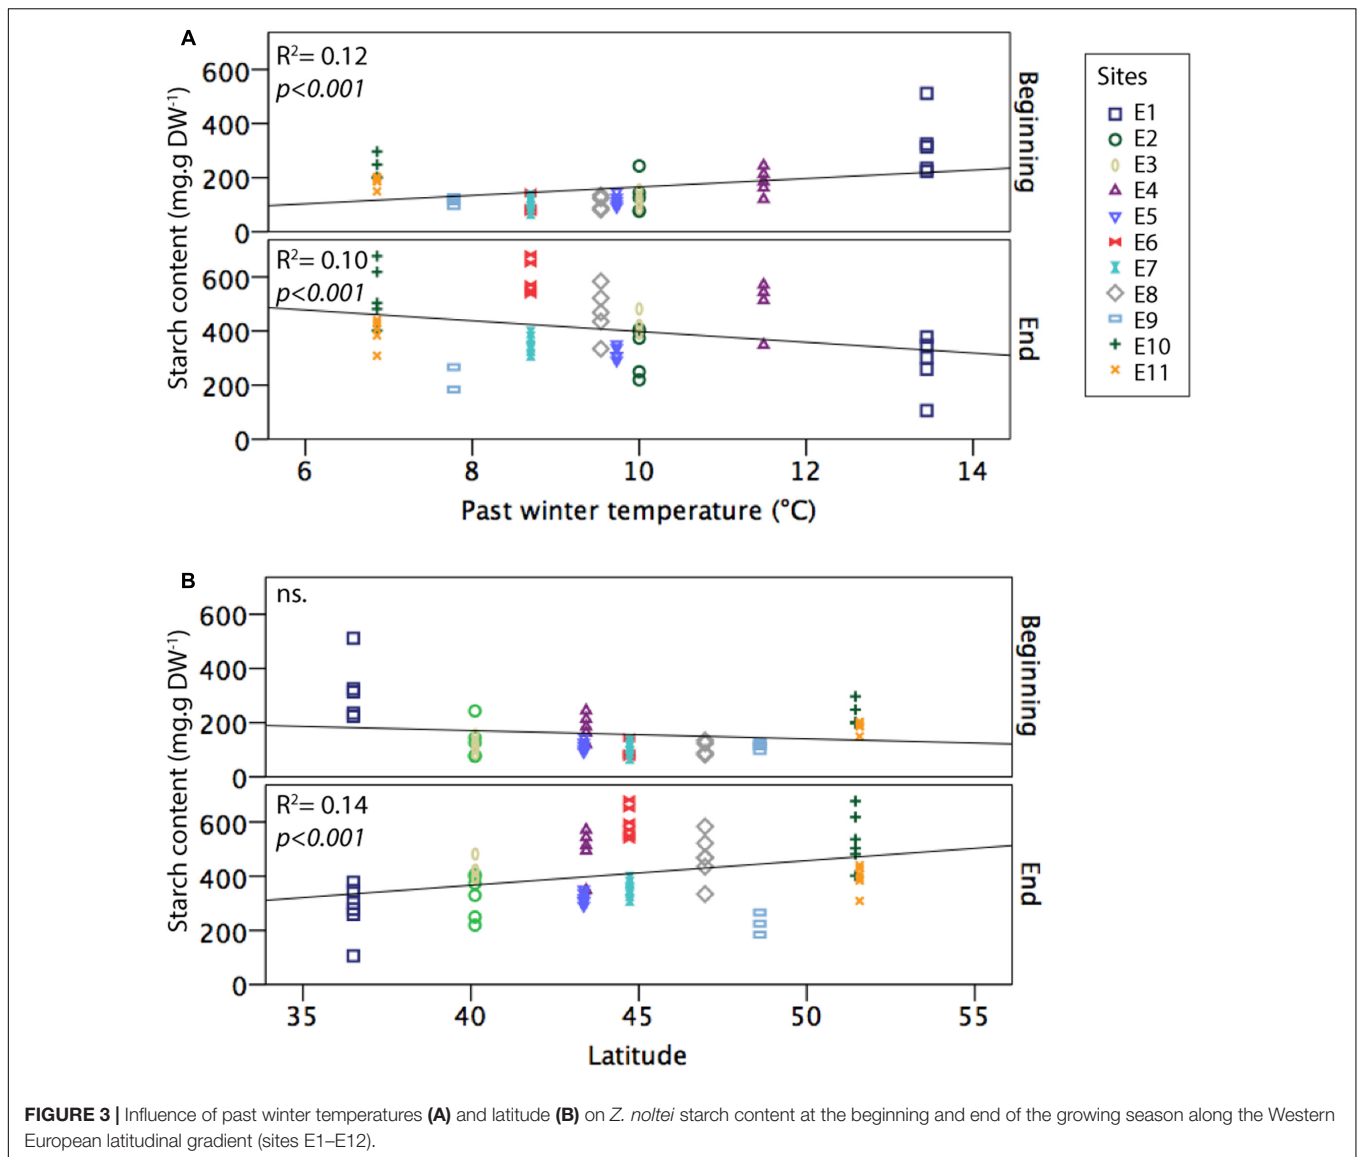 A
R²= 0.12
p<0.001
Beginning
600
400
200
0
Starch content (mg.g DW⁻¹)
R²= 0.10
p<0.001
End
600
400
200
0
6 8 10 12 14
Past winter temperature (°C)
Sites
E1
E2
E3
E4
E5
E6
E7
E8
E9
E10
E11
B
ns.
Beginning
600
400
200
0
Starch content (mg.g DW⁻¹)
R²= 0.14
p<0.001
End
600
400
200
0
35 40 45 50 55
Latitude
FIGURE 3 | Influence of past winter temperatures (A) and latitude (B) on Z. noltei starch content at the beginning and end of the growing season along the Western
European latitudinal gradient (sites E1–E12).